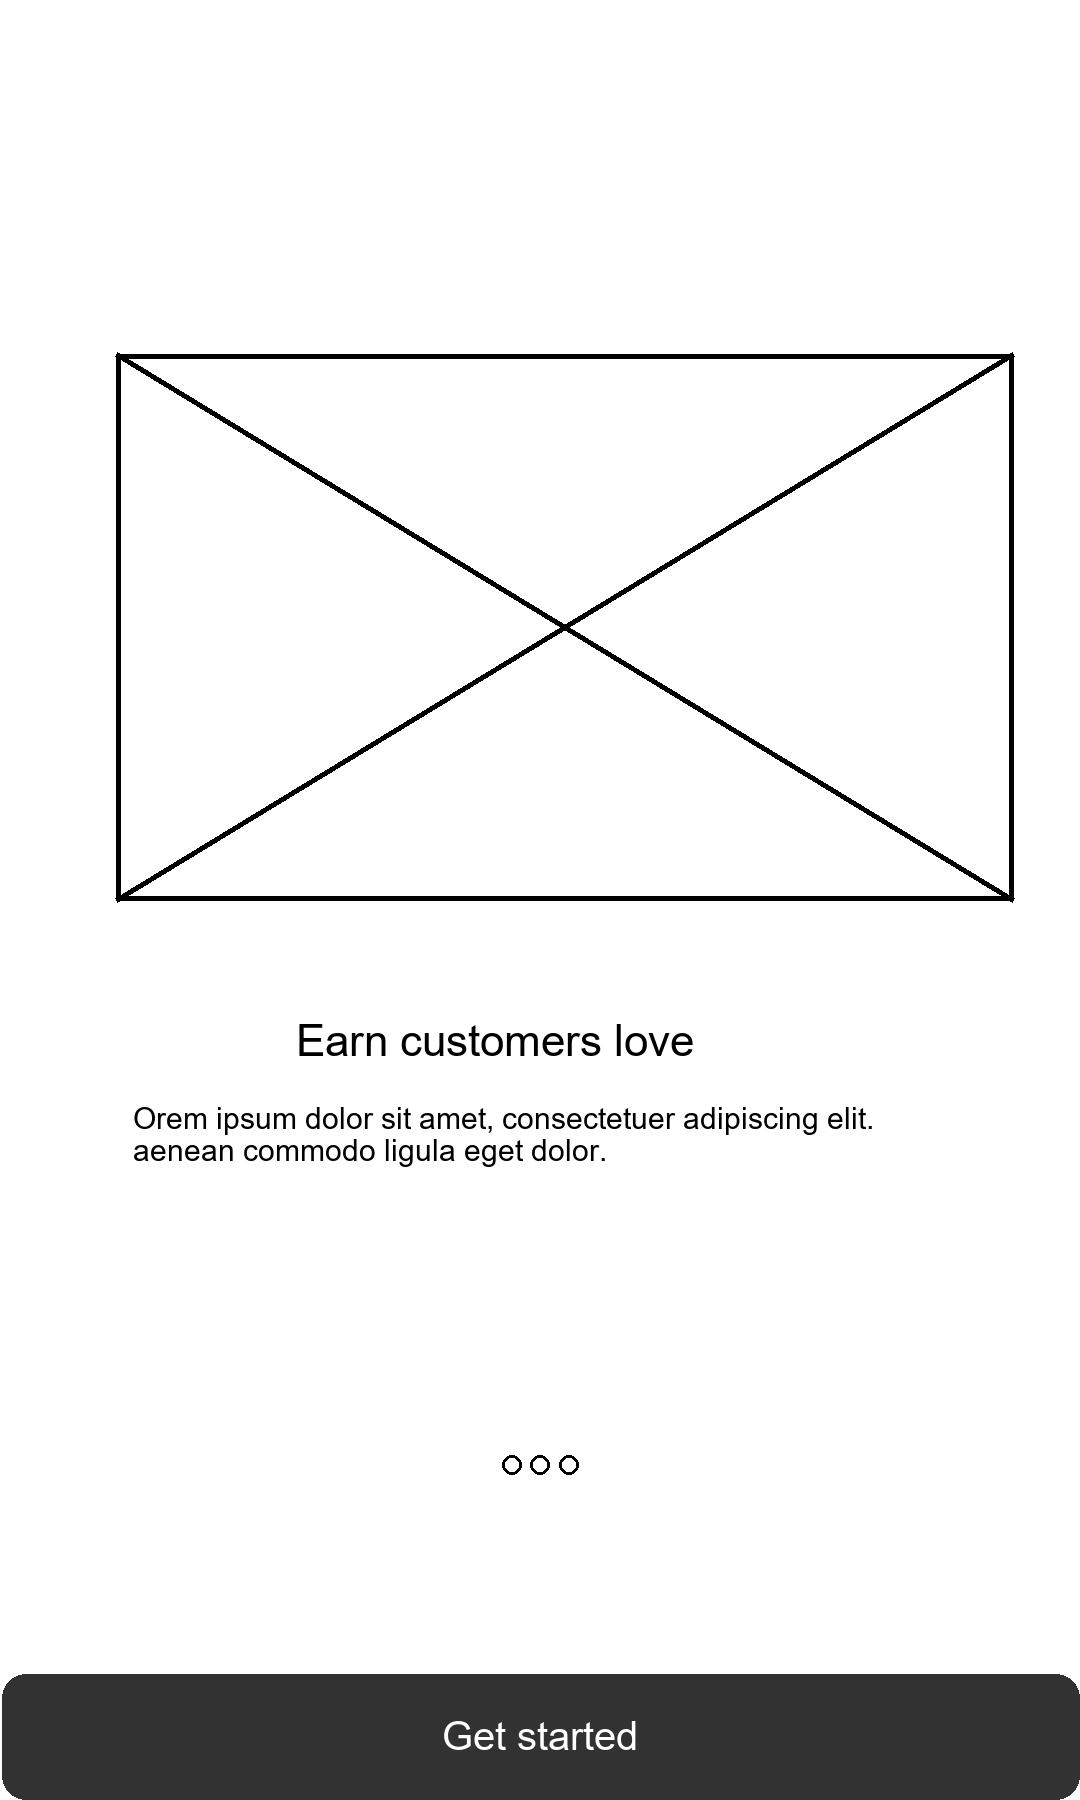 Earn customers love
Orem ipsum dolor sit amet, consectetuer adipiscing elit.
aenean commodo ligula eget dolor.
Get started